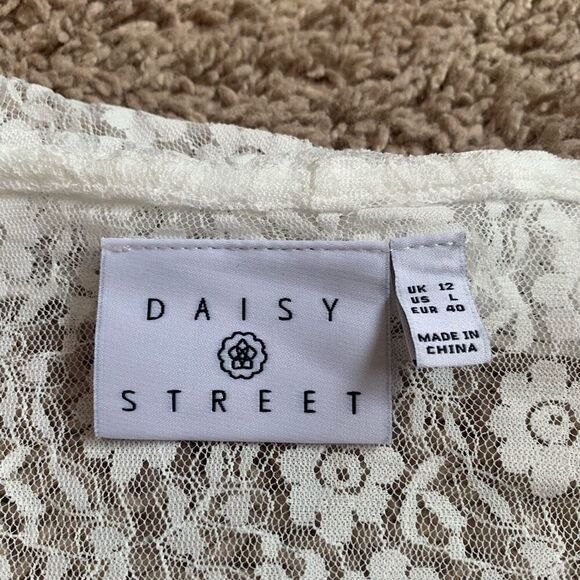 DAISY
STREET
UK 12
US L
EUR 40
MADE IN
CHINA